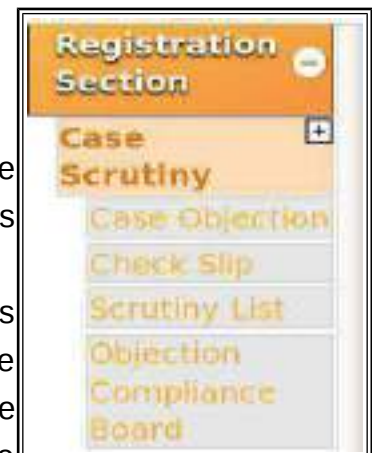 Registration
Section
Case
Scrutiny
Case Objection
Check Slip
Scrutiny List
Objection
Compliance
Board
e
s
s
e
e